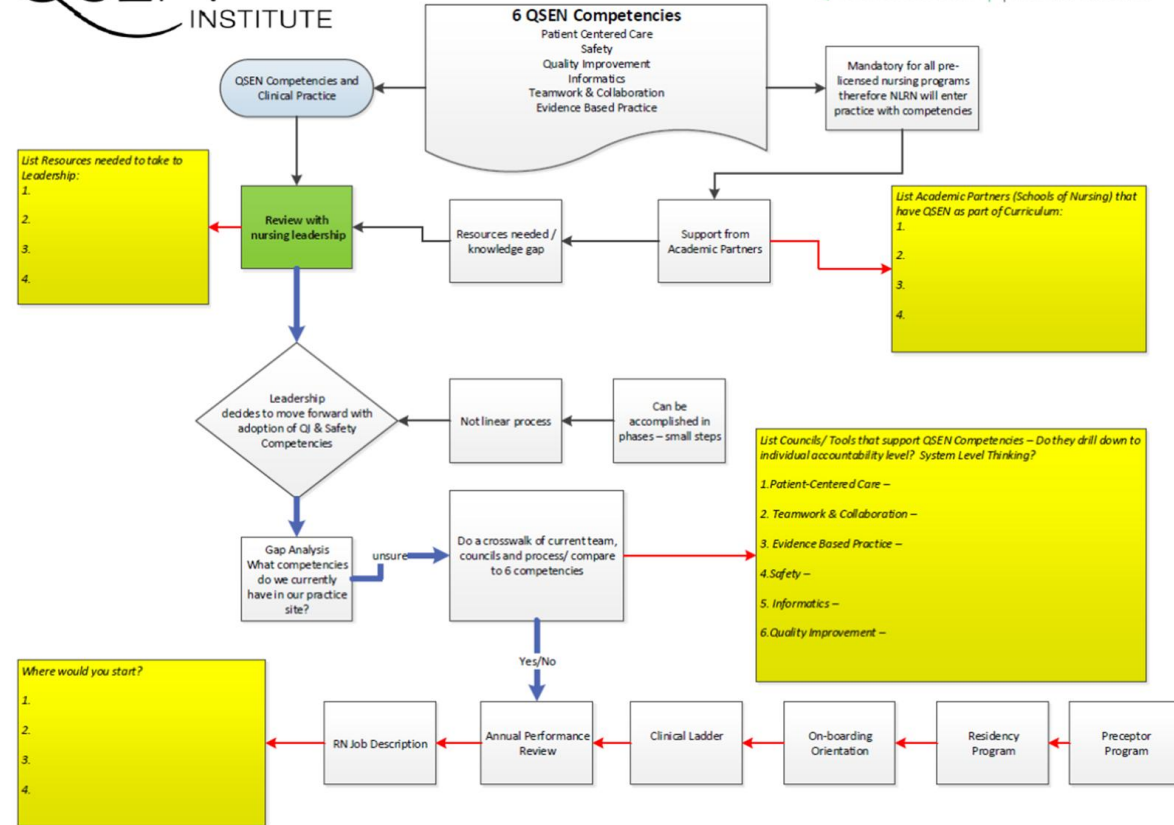 INSTITUTE
6 QSEN Competencies
Patient Centered Care
Safety
Quality Improvement
Informatics
Teamwork & Collaboration
Evidence Based Practice
QSEN Competencies and
Clinical Practice
Mandatory for all pre-
licensed nursing programs
therefore NLRN will enter
practice with competencies
List Resources needed to take to
Leadership:
1.
2.
3.
4.
Review with
nursing leadership
Resources needed /
knowledge gap
Support from
Academic Partners
List Academic Partners (Schools of Nursing) that
have QSEN as part of Curriculum:
1.
2.
3.
4.
Leadership
decides to move forward with
adoption of QI & Safety
Competencies
Not linear process
Can be
accomplished in
phases – small steps
List Councils/ Tools that support QSEN Competencies – Do they drill down to
individual accountability level? System Level Thinking?
1.Patient-Centered Care –
2. Teamwork & Collaboration –
3. Evidence Based Practice –
4.Safety –
5. Informatics –
6.Quality Improvement –
Gap Analysis
What competencies
do we currently
have in our practice
site?
unsure
Do a crosswalk of current team,
councils and process/ compare
to 6 competencies
Yes/No
Where would you start?
1.
2.
3.
4.
RN Job Description
Annual Performance
Review
Clinical Ladder
On-boarding
Orientation
Residency
Program
Preceptor
Program